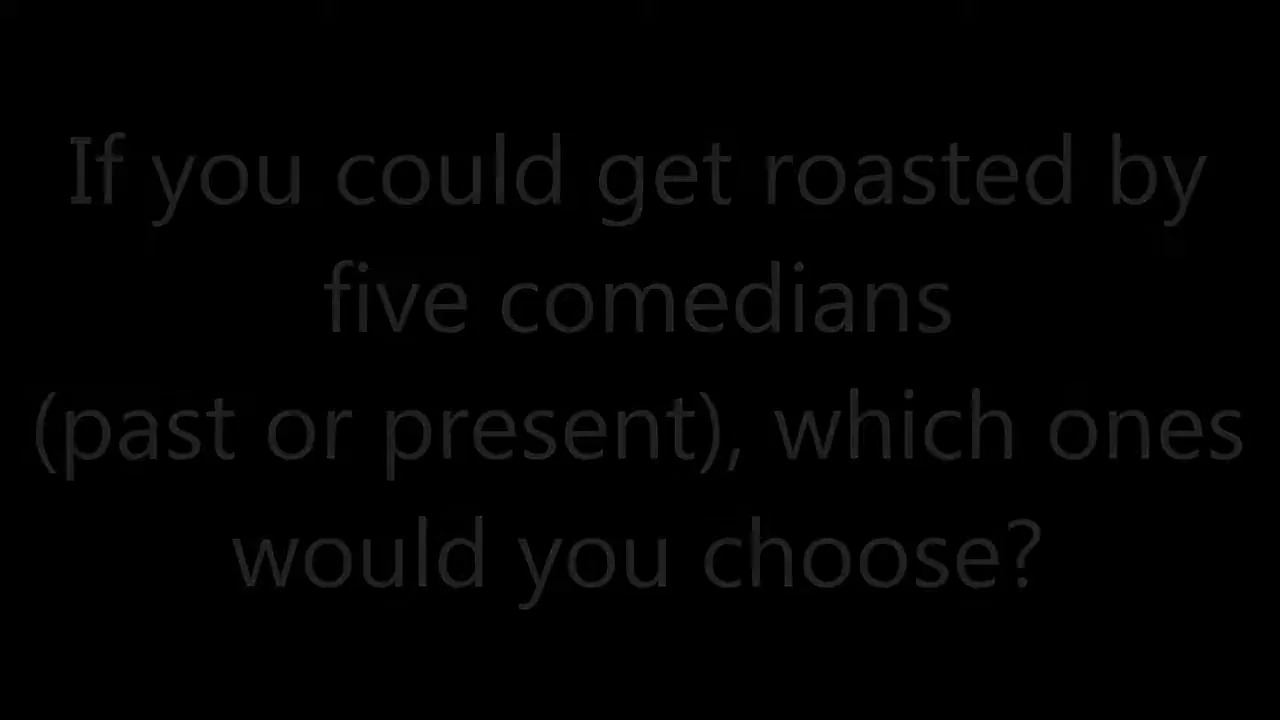 If you could get roasted by
five comedians
(past or present), which ones
would you choose?